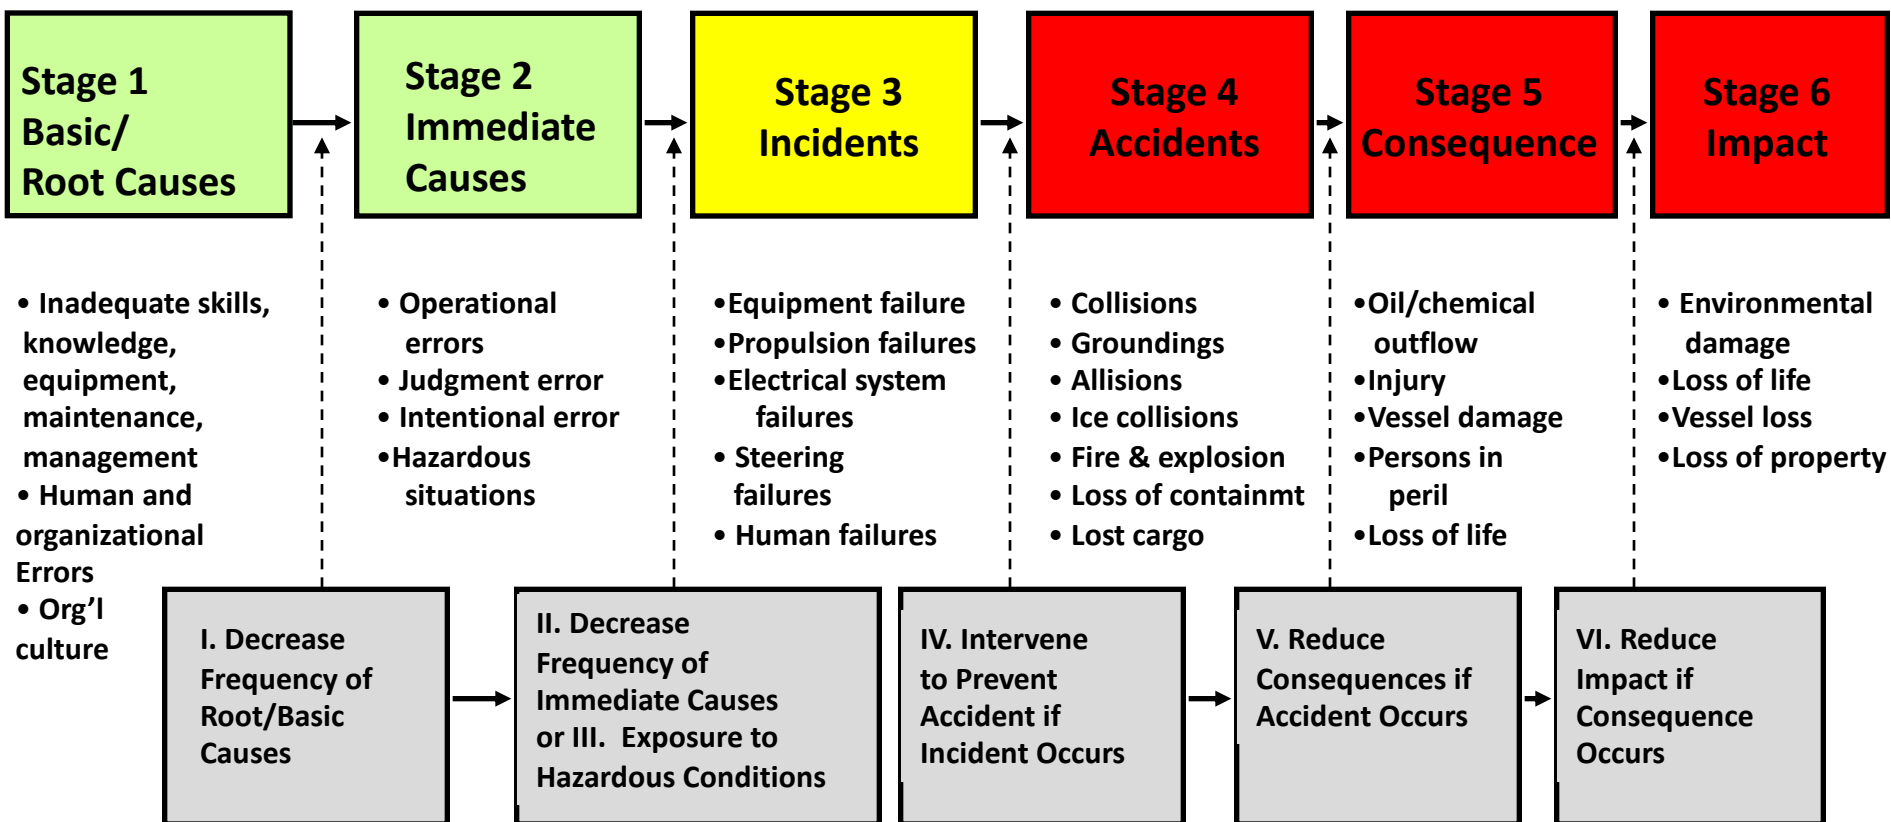 Stage 1
Basic/
Root Causes
Stage 2
Immediate
Causes
Stage 3
Incidents
Stage 4
Accidents
Stage 5
Consequence
Stage 6
Impact
• Inadequate skills,
knowledge,
equipment,
maintenance,
management
• Human and
organizational
Errors
• Org’l
culture
• Operational
errors
• Judgment error
• Intentional error
•Hazardous
situations
•Equipment failure
•Propulsion failures
•Electrical system
failures
• Steering
failures
• Human failures
• Collisions
• Groundings
• Allisions
• Ice collisions
• Fire & explosion
• Loss of containmt
• Lost cargo
•Oil/chemical
outflow
•Injury
•Vessel damage
•Persons in
peril
•Loss of life
• Environmental
damage
•Loss of life
•Vessel loss
•Loss of property
I. Decrease
Frequency of
Root/Basic
Causes
II. Decrease
Frequency of
Immediate Causes
or III. Exposure to
Hazardous Conditions
IV. Intervene
to Prevent
Accident if
Incident Occurs
V. Reduce
Consequences if
Accident Occurs
VI. Reduce
Impact if
Consequence
Occurs